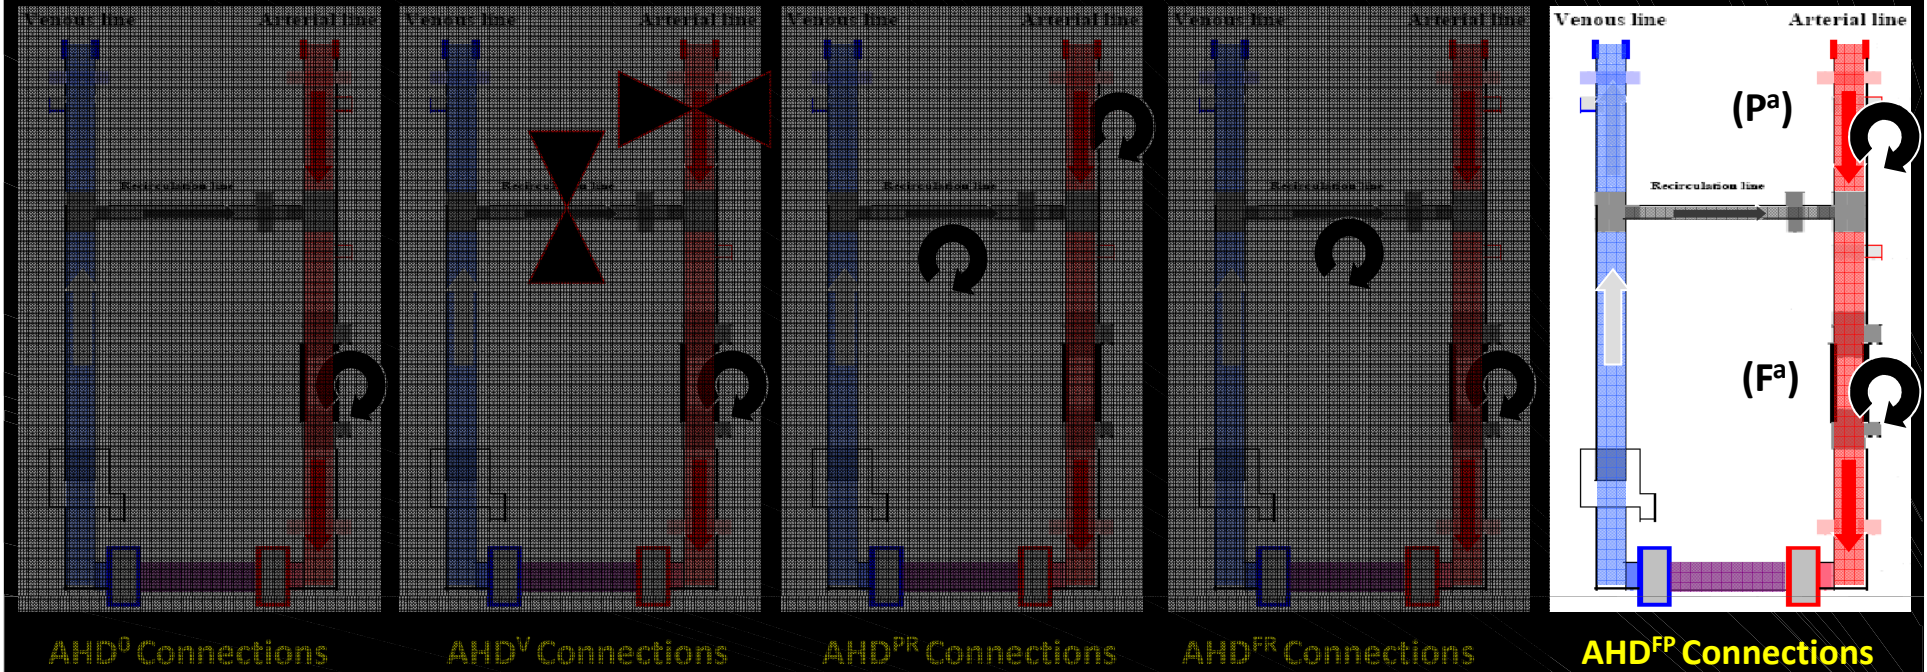 Venous line Arterial line
Recirculation line
AHD⁰ Connections
Venous line Arterial line
Recirculation line
AHDⱽ Connections
Venous line Arterial line
Recirculation line
AHDᴾᴿ Connections
Venous line Arterial line
Recirculation line
AHDᶠᴿ Connections
Venous line Arterial line
(Pᵃ)
Recirculation line
(Fᵃ)
AHDᶠᴾ Connections